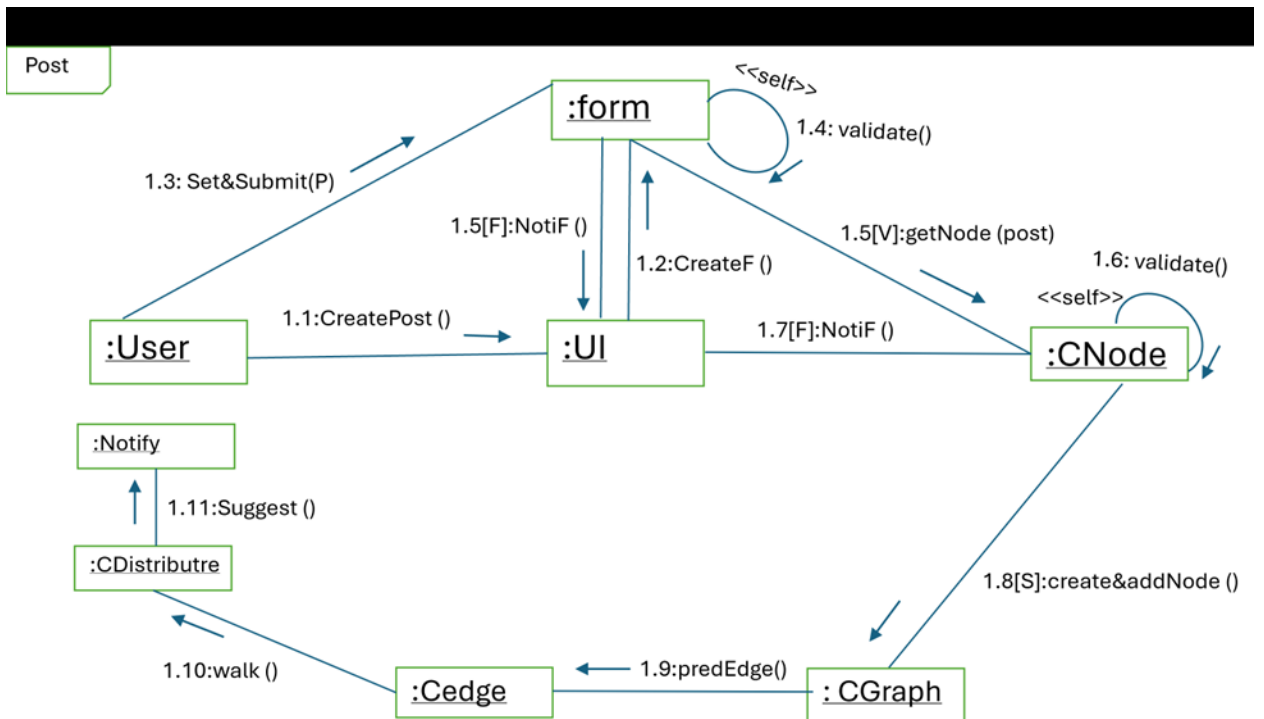 Post
<<self>>
:form
1.4: validate()
1.3: Set&Submit(P)
1.5[F]:NotiF ()
1.5[V]:getNode (post)
1.2:CreateF ()
1.6: validate()
<<self>>
1.1:CreatePost ()
1.7[F]:NotiF ()
:User
:UI
:CNode
:Notify
1.11:Suggest ()
:CDistributre
1.8[S]:create&addNode ()
1.10:walk ()
1.9:predEdge()
:Cedge
: CGraph